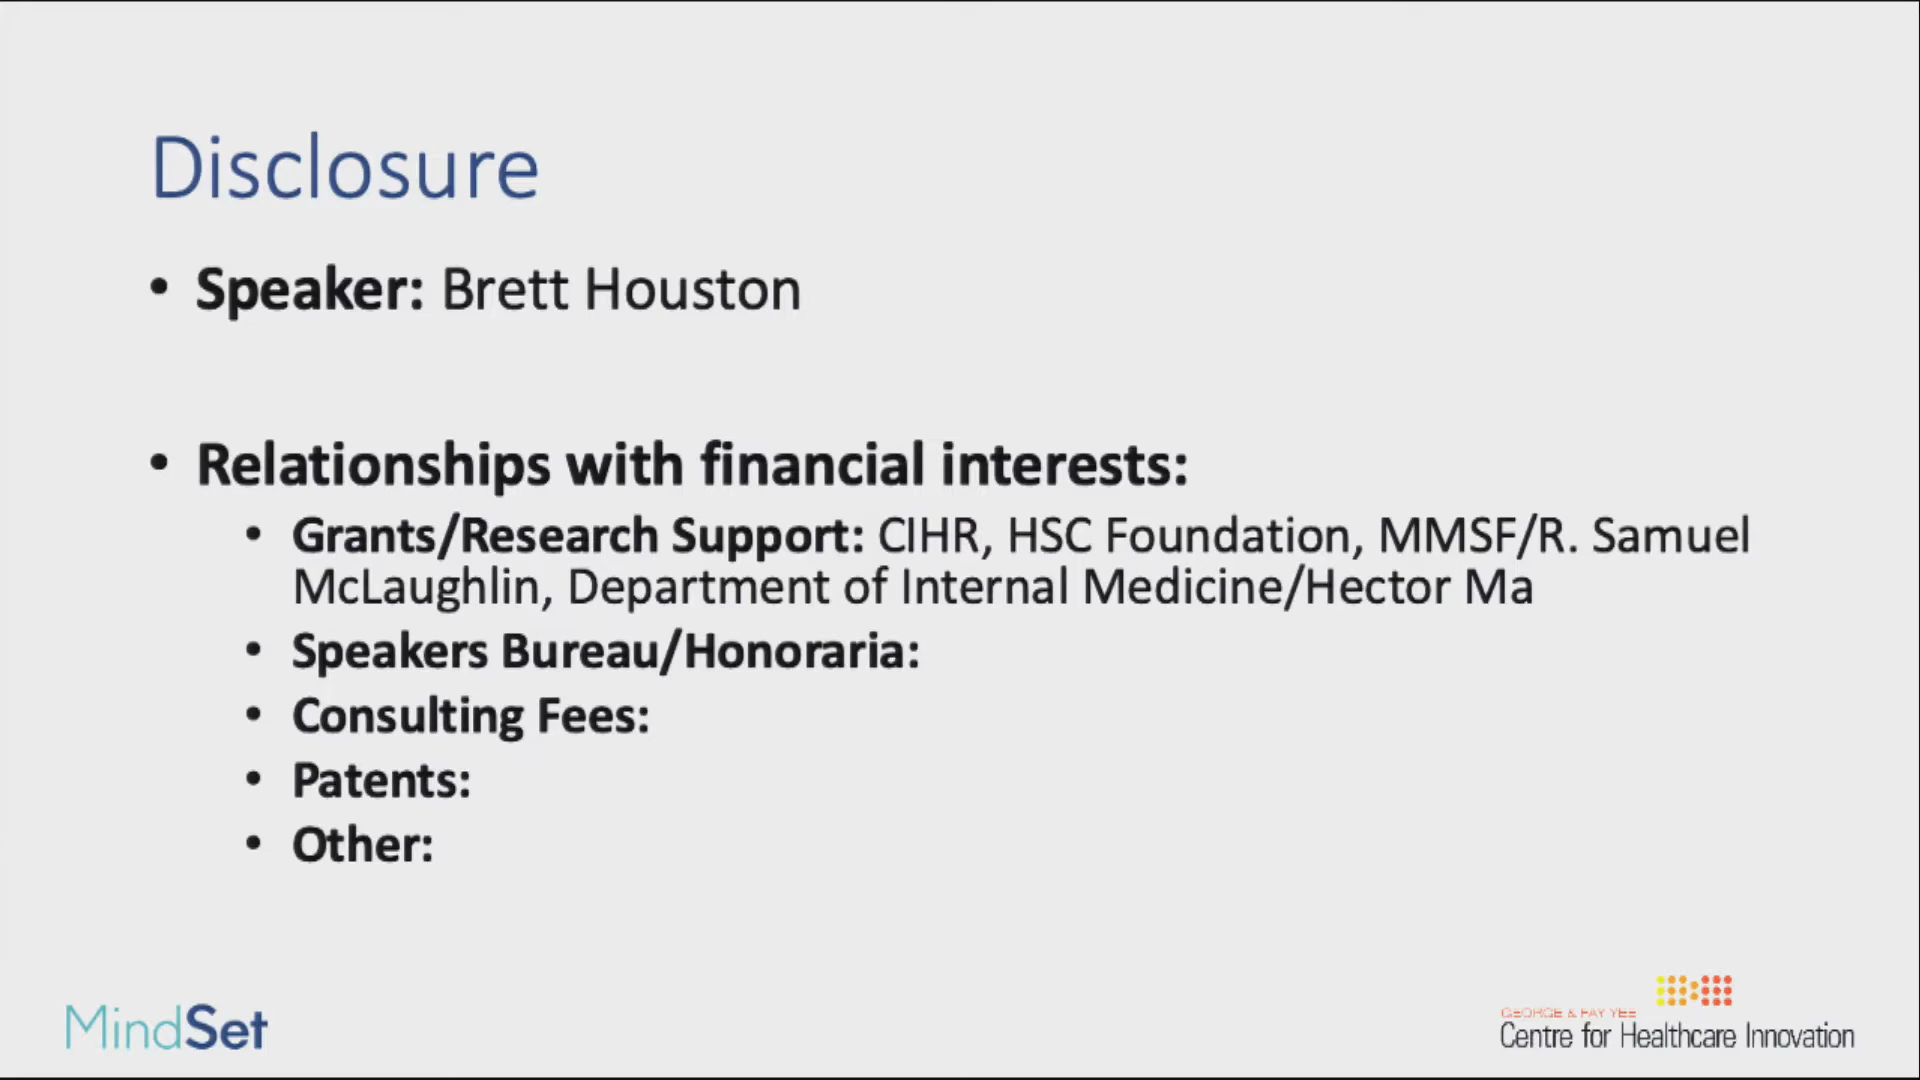 Disclosure
• Speaker: Brett Houston
• Relationships with financial interests:
• Grants/Research Support: CIHR, HSC Foundation, MMSF/R. Samuel
McLaughlin, Department of Internal Medicine/Hector Ma
• Speakers Bureau/Honoraria:
• Consulting Fees:
• Patents:
• Other:
MindSet
GEORGE & FAY YEE
Centre for Healthcare Innovation